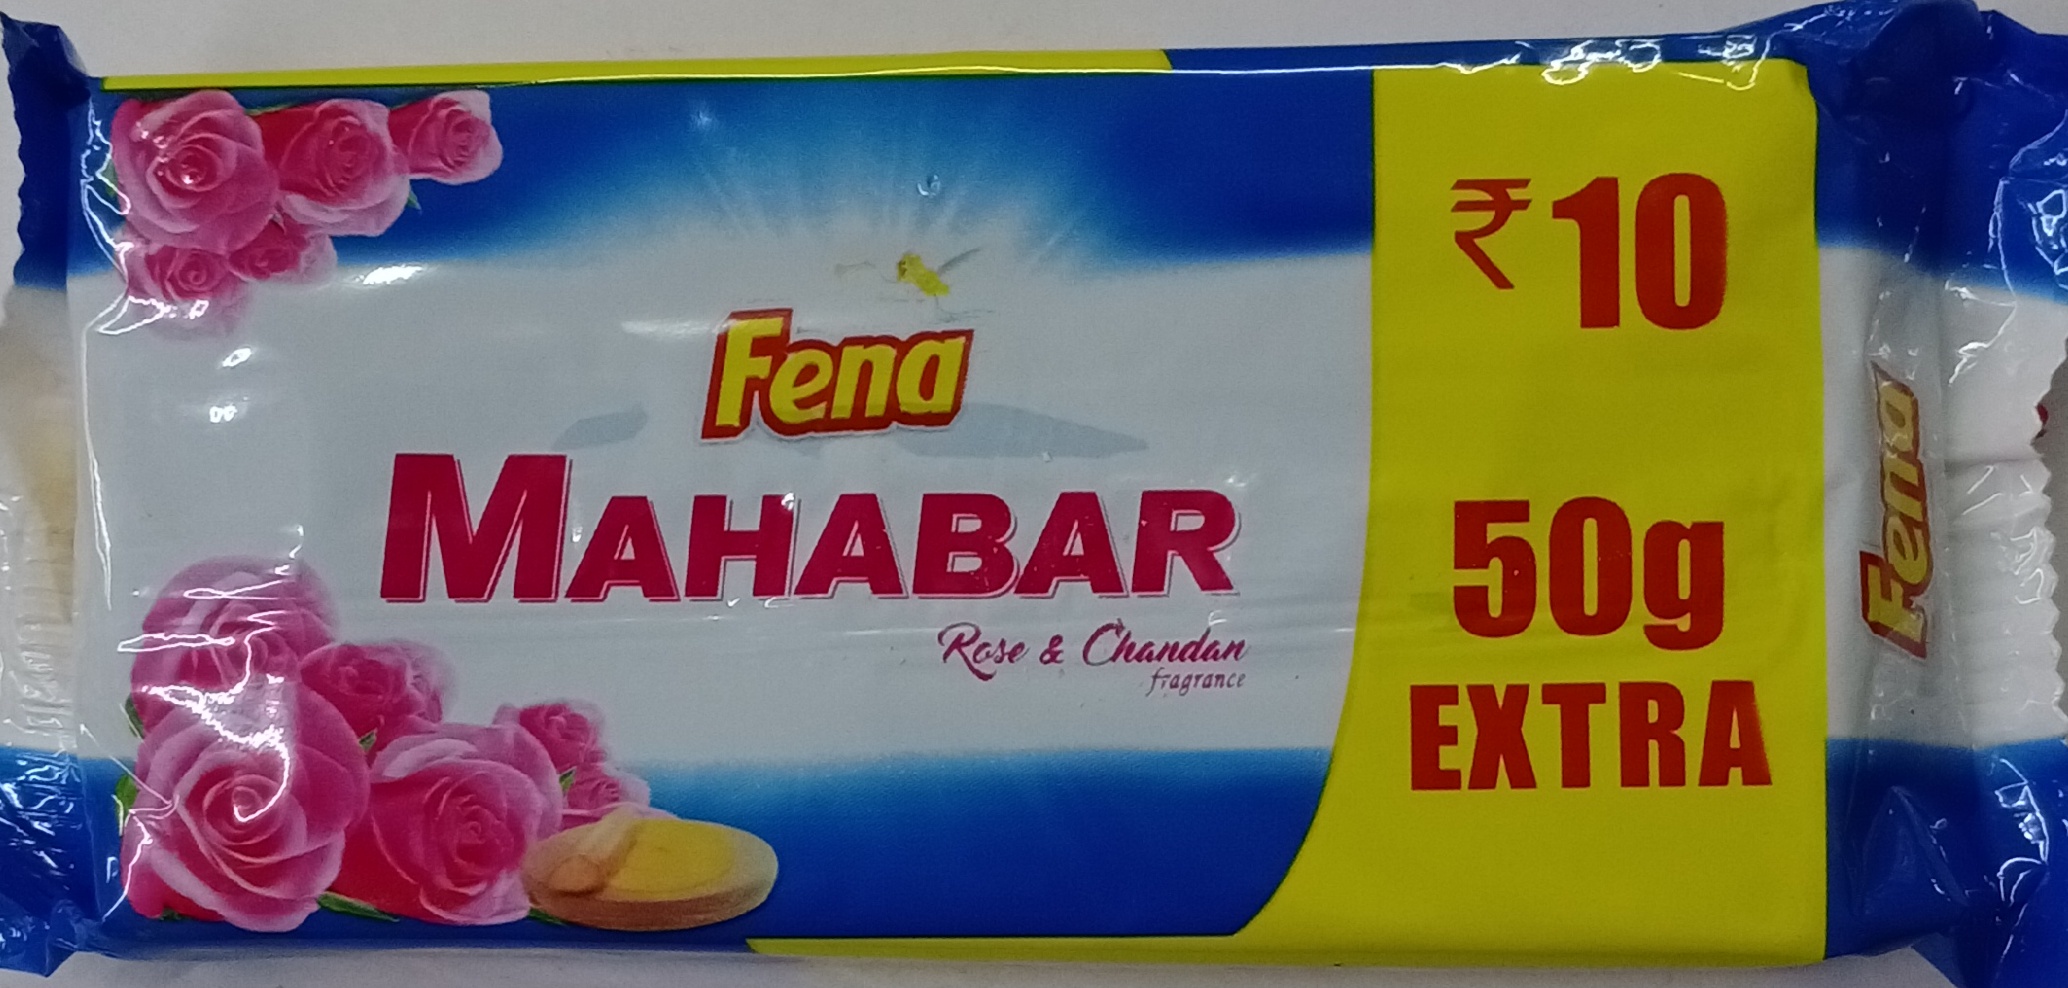 Fena
MAHABAR
Rose & Chandan
fragrance
₹10
50g
EXTRA
Fena